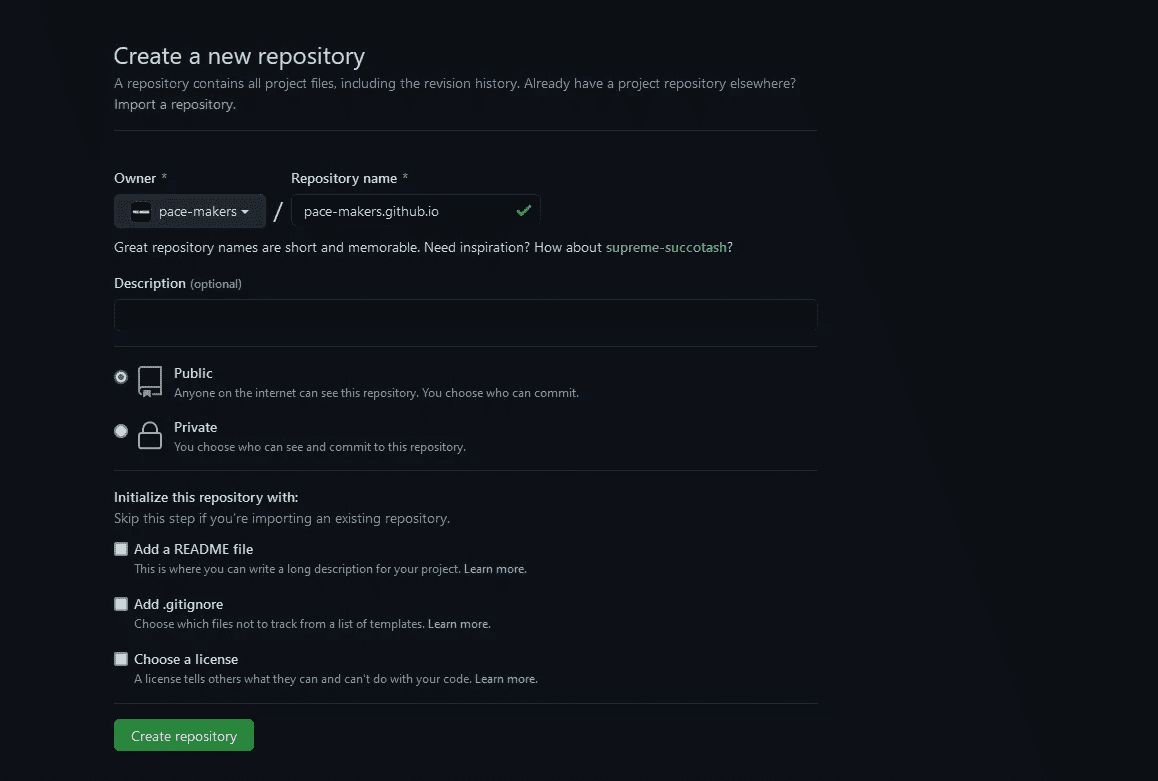 Create a new repository
A repository contains all project files, including the revision history. Already have a project repository elsewhere?
Import a repository.
Owner * Repository name *
pace-makers / pace-makers.github.io
Great repository names are short and memorable. Need inspiration? How about supreme-succotash?
Description (optional)
Public
Anyone on the internet can see this repository. You choose who can commit.
Private
You choose who can see and commit to this repository.
Initialize this repository with:
Skip this step if you're importing an existing repository.
Add a README file
This is where you can write a long description for your project. Learn more.
Add .gitignore
Choose which files not to track from a list of templates. Learn more.
Choose a license
A license tells others what they can and can't do with your code. Learn more.
Create repository